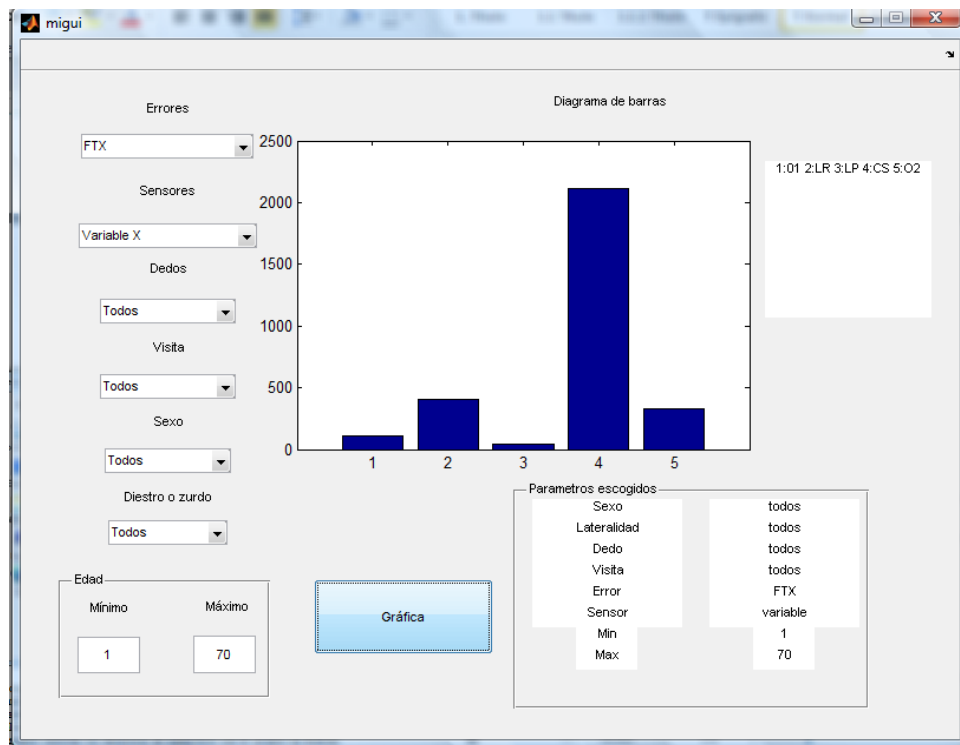 migui
Errores
FTX
Sensores
Variable X
Dedos
Todos
Visita
Todos
Sexo
Todos
Diestro o zurdo
Todos
Edad
Mínimo Máximo
1 70
Diagrama de barras
2500
2000
1500
1000
500
0
1 2 3 4 5
1:01 2:LR 3:LP 4:CS 5:O2
Gráfica
Parametros escogidos
Sexo todos
Lateralidad todos
Dedo todos
Visita todos
Error FTX
Sensor variable
Min 1
Max 70